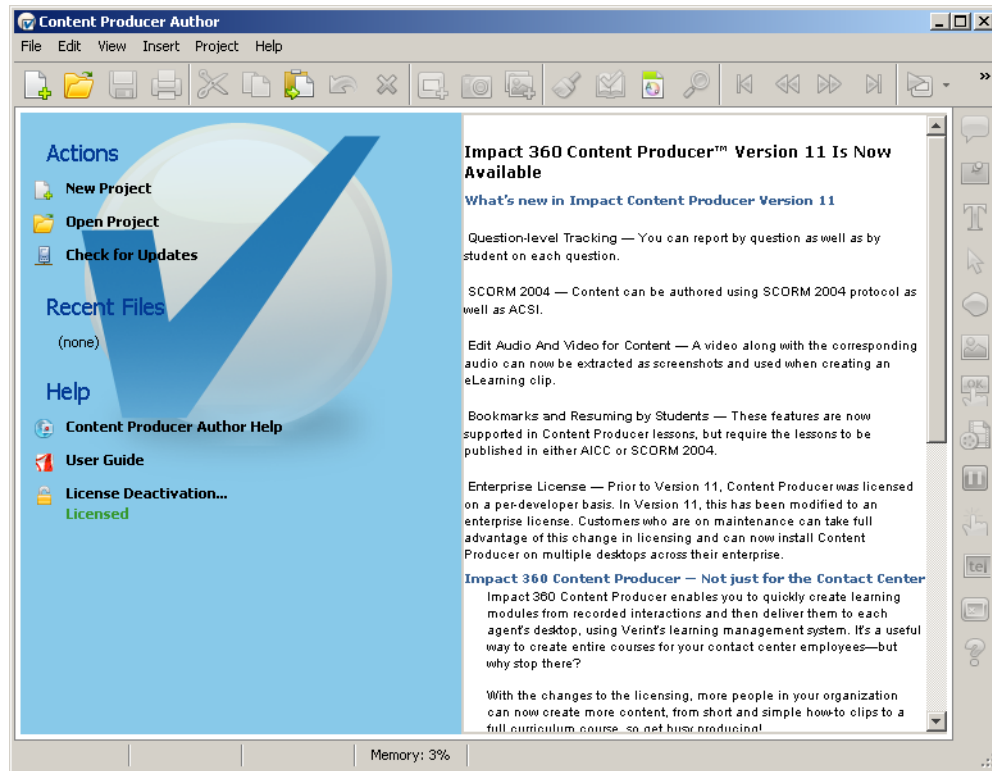 Content Producer Author
File Edit View Insert Project Help
»
Actions
New Project
Open Project
Check for Updates
Recent Files
(none)
Help
Content Producer Author Help
User Guide
License Deactivation...
Licensed
Impact 360 Content Producer™ Version 11 Is Now
Available
What's new in Impact Content Producer Version 11
Question-level Tracking — You can report by question as well as by
student on each question.
SCORM 2004 — Content can be authored using SCORM 2004 protocol as
well as ACSI.
Edit Audio And Video for Content — A video along with the corresponding
audio can now be extracted as screenshots and used when creating an
eLearning clip.
Bookmarks and Resuming by Students — These features are now
supported in Content Producer lessons, but require the lessons to be
published in either AICC or SCORM 2004.
Enterprise License — Prior to Version 11, Content Producer was licensed
on a per-developer basis. In Version 11, this has been modified to an
enterprise license. Customers who are on maintenance can take full
advantage of this change in licensing and can now install Content
Producer on multiple desktops across their enterprise.
Impact 360 Content Producer — Not just for the Contact Center
Impact 360 Content Producer enables you to quickly create learning
modules from recorded interactions and then deliver them to each
agent's desktop, using Verint's learning management system. It's a useful
way to create entire courses for your contact center employees—but
why stop there?
With the changes to the licensing, more people in your organization
can now create more content, from short and simple how-to clips to a
full curriculum course, so get busy producing!
T
OK
te
?
Memory: 3%